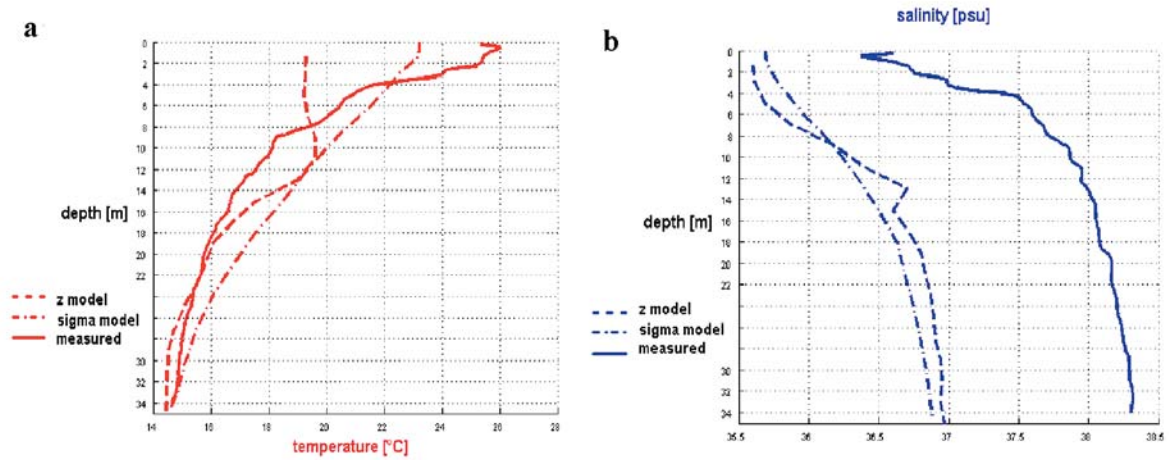 a
0
2
4
6
8
10
12
14
depth [m]
16
18
20
22
z model
sigma model
measured
30
32
34
14 16 18 20 22 24 26 28
temperature [°C]
salinity [psu]
b
0
2
4
6
8
10
12
14
depth [m]
16
18
20
22
z model
sigma model
measured
30
32
34
35.5 36 36.5 37 37.5 38 38.5